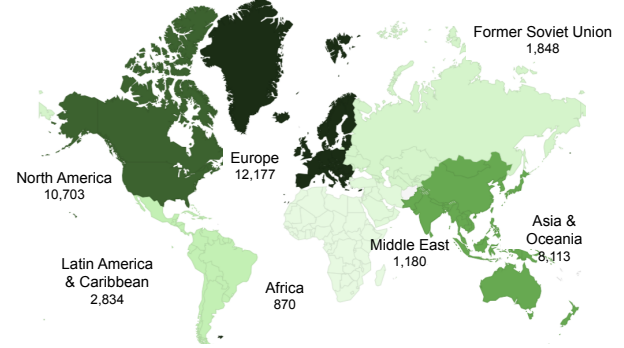 Former Soviet Union
1,848
Europe
12,177
North America
10,703
Asia &
Oceania
8,113
Middle East
1,180
Latin America
& Caribbean
2,834
Africa
870